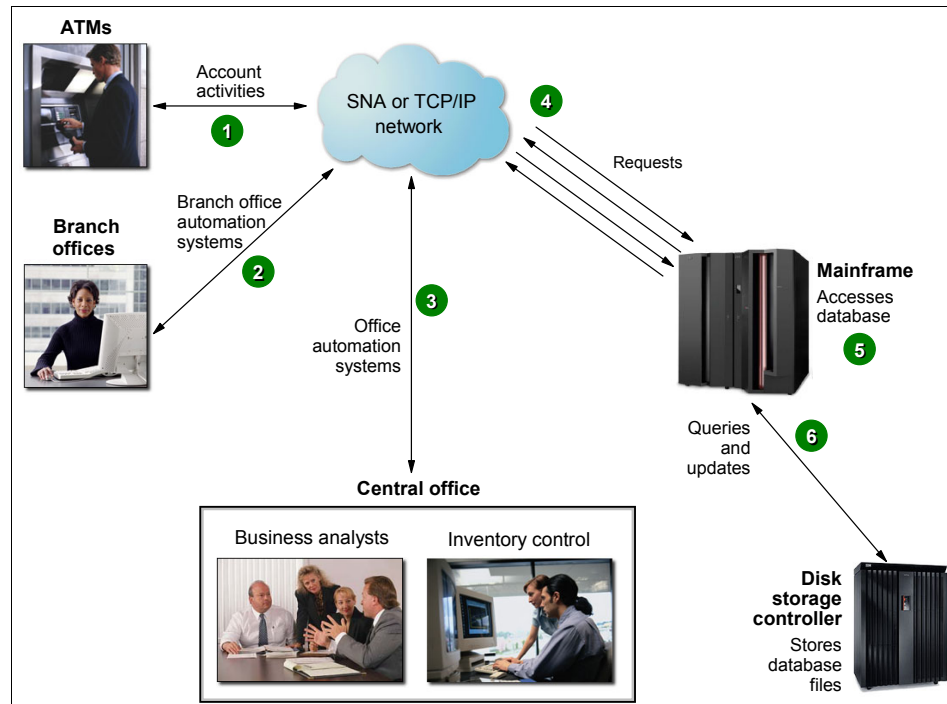 ATMs
Account
activities
1
SNA or TCP/IP
network
4
Requests
Branch
offices
Branch office
automation
systems
2
3
Office
automation
systems
Mainframe
Accesses
database
5
Queries
and
updates
6
Central office
Business analysts
Inventory control
Disk
storage
controller
Stores
database
files